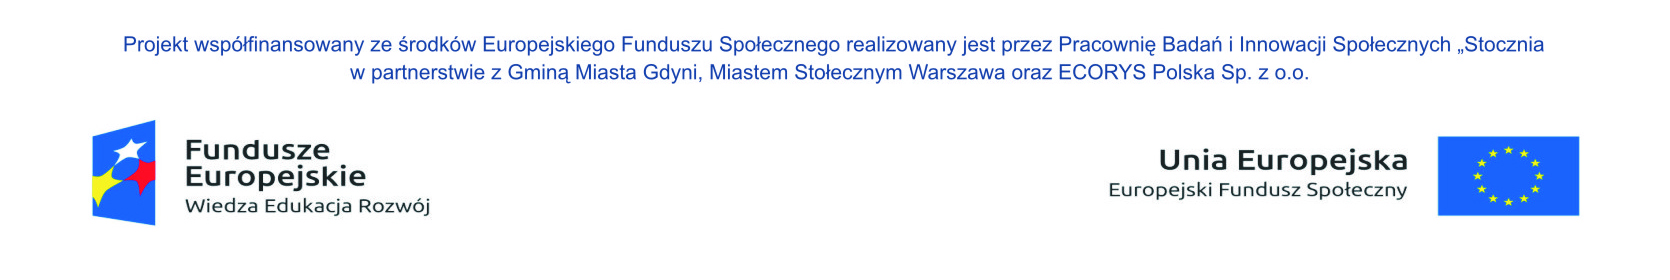 Projekt współfinansowany ze środków Europejskiego Funduszu Społecznego realizowany jest przez Pracownię Badań i Innowacji Społecznych „Stocznia
w partnerstwie z Gminą Miasta Gdyni, Miastem Stołecznym Warszawa oraz ECORYS Polska Sp. z o.o.
Fundusze
Europejskie
Wiedza Edukacja Rozwój
Unia Europejska
Europejski Fundusz Społeczny